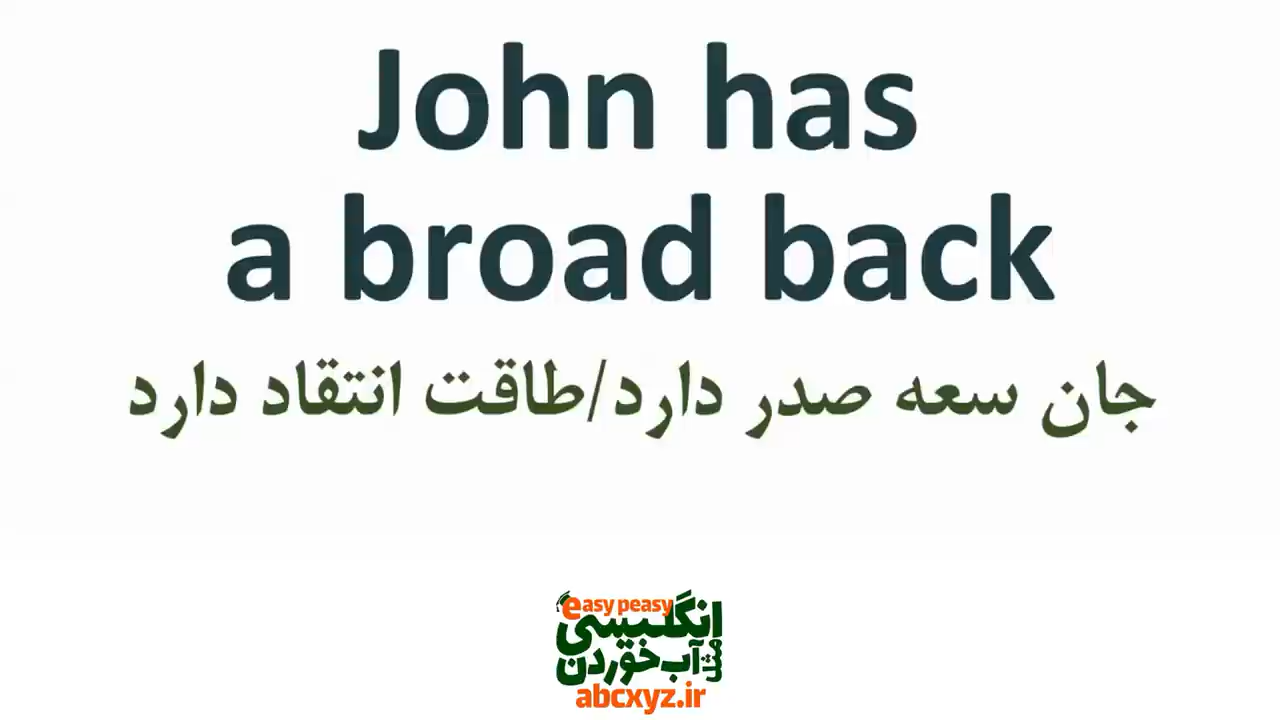 John has
a broad back
جان سعه صدر دارد/طاقت انتقاد دارد
easy peasy
انگلیسی
مثل آب خوردن
abcxyz.ir